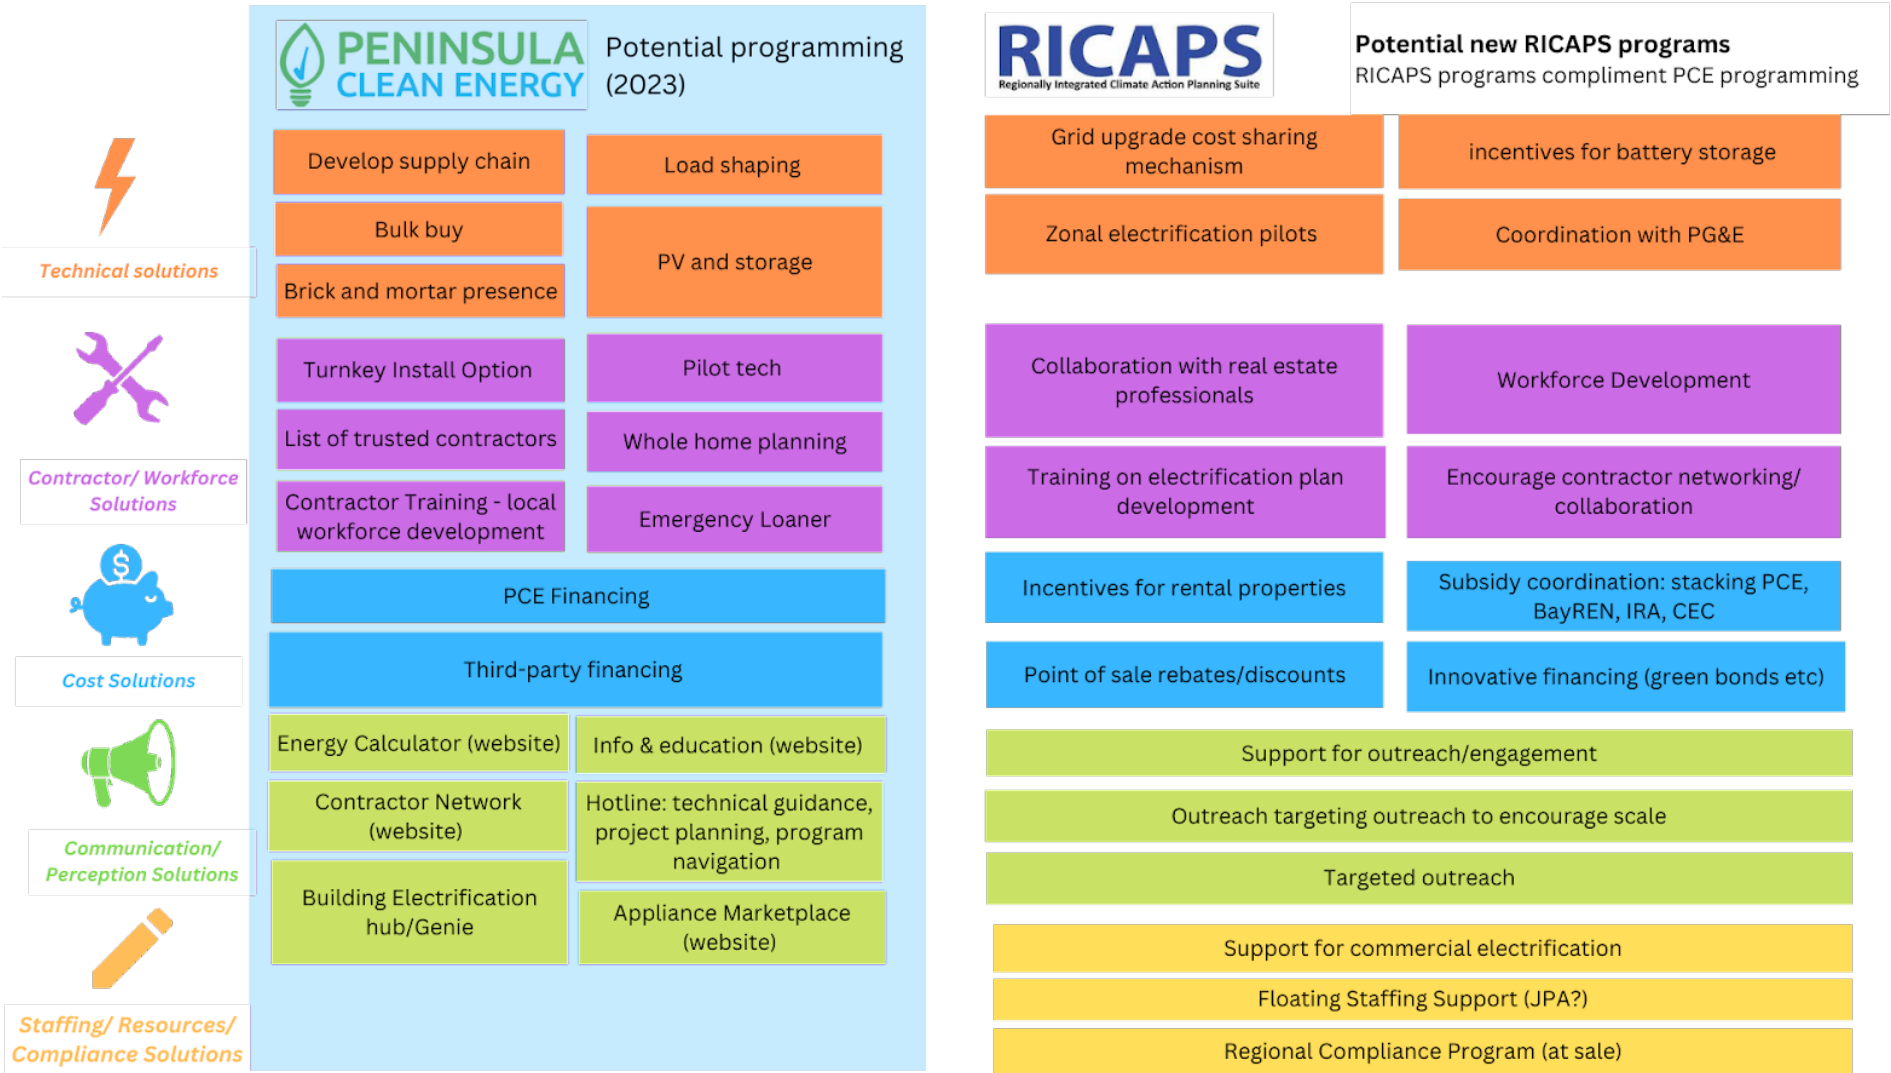 PENINSULA
CLEAN ENERGY
Potential programming
(2023)
RICAPS
Regionally Integrated Climate Action Planning Suite
Potential new RICAPS programs
RICAPS programs compliment PCE programming
Technical solutions
Develop supply chain
Load shaping
Bulk buy
PV and storage
Brick and mortar presence
Grid upgrade cost sharing
mechanism
incentives for battery storage
Zonal electrification pilots
Coordination with PG&E
Contractor/ Workforce
Solutions
Turnkey Install Option
Pilot tech
List of trusted contractors
Whole home planning
Contractor Training - local
workforce development
Emergency Loaner
Collaboration with real estate
professionals
Workforce Development
Training on electrification plan
development
Encourage contractor networking/
collaboration
$
Cost Solutions
PCE Financing
Third-party financing
Incentives for rental properties
Subsidy coordination: stacking PCE,
BayREN, IRA, CEC
Point of sale rebates/discounts
Innovative financing (green bonds etc)
Communication/
Perception Solutions
Energy Calculator (website)
Info & education (website)
Contractor Network
(website)
Hotline: technical guidance,
project planning, program
navigation
Building Electrification
hub/Genie
Appliance Marketplace
(website)
Support for outreach/engagement
Outreach targeting outreach to encourage scale
Targeted outreach
Staffing/ Resources/
Compliance Solutions
Support for commercial electrification
Floating Staffing Support (JPA?)
Regional Compliance Program (at sale)